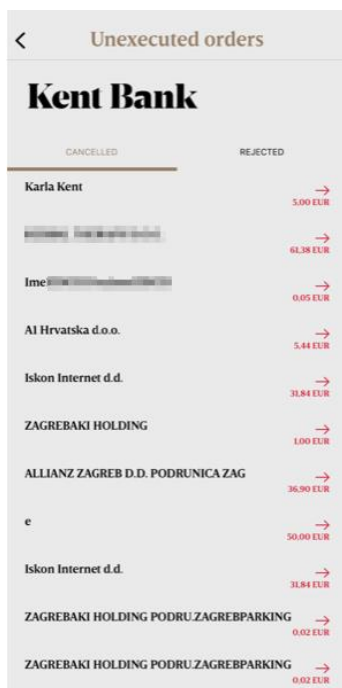 Unexecuted orders
Kent Bank
CANCELLED REJECTED
Karla Kent
5,00 EUR
61,38 EUR
Ime
0,05 EUR
A1 Hrvatska d.o.o.
5,44 EUR
Iskon Internet d.d.
31,84 EUR
ZAGREBAKI HOLDING
1,00 EUR
ALLIANZ ZAGREB D.D. PODRUNICA ZAG
36,90 EUR
e
50,00 EUR
Iskon Internet d.d.
31,84 EUR
ZAGREBAKI HOLDING PODRU.ZAGREBPARKING
0,02 EUR
ZAGREBAKI HOLDING PODRU.ZAGREBPARKING
0,02 EUR